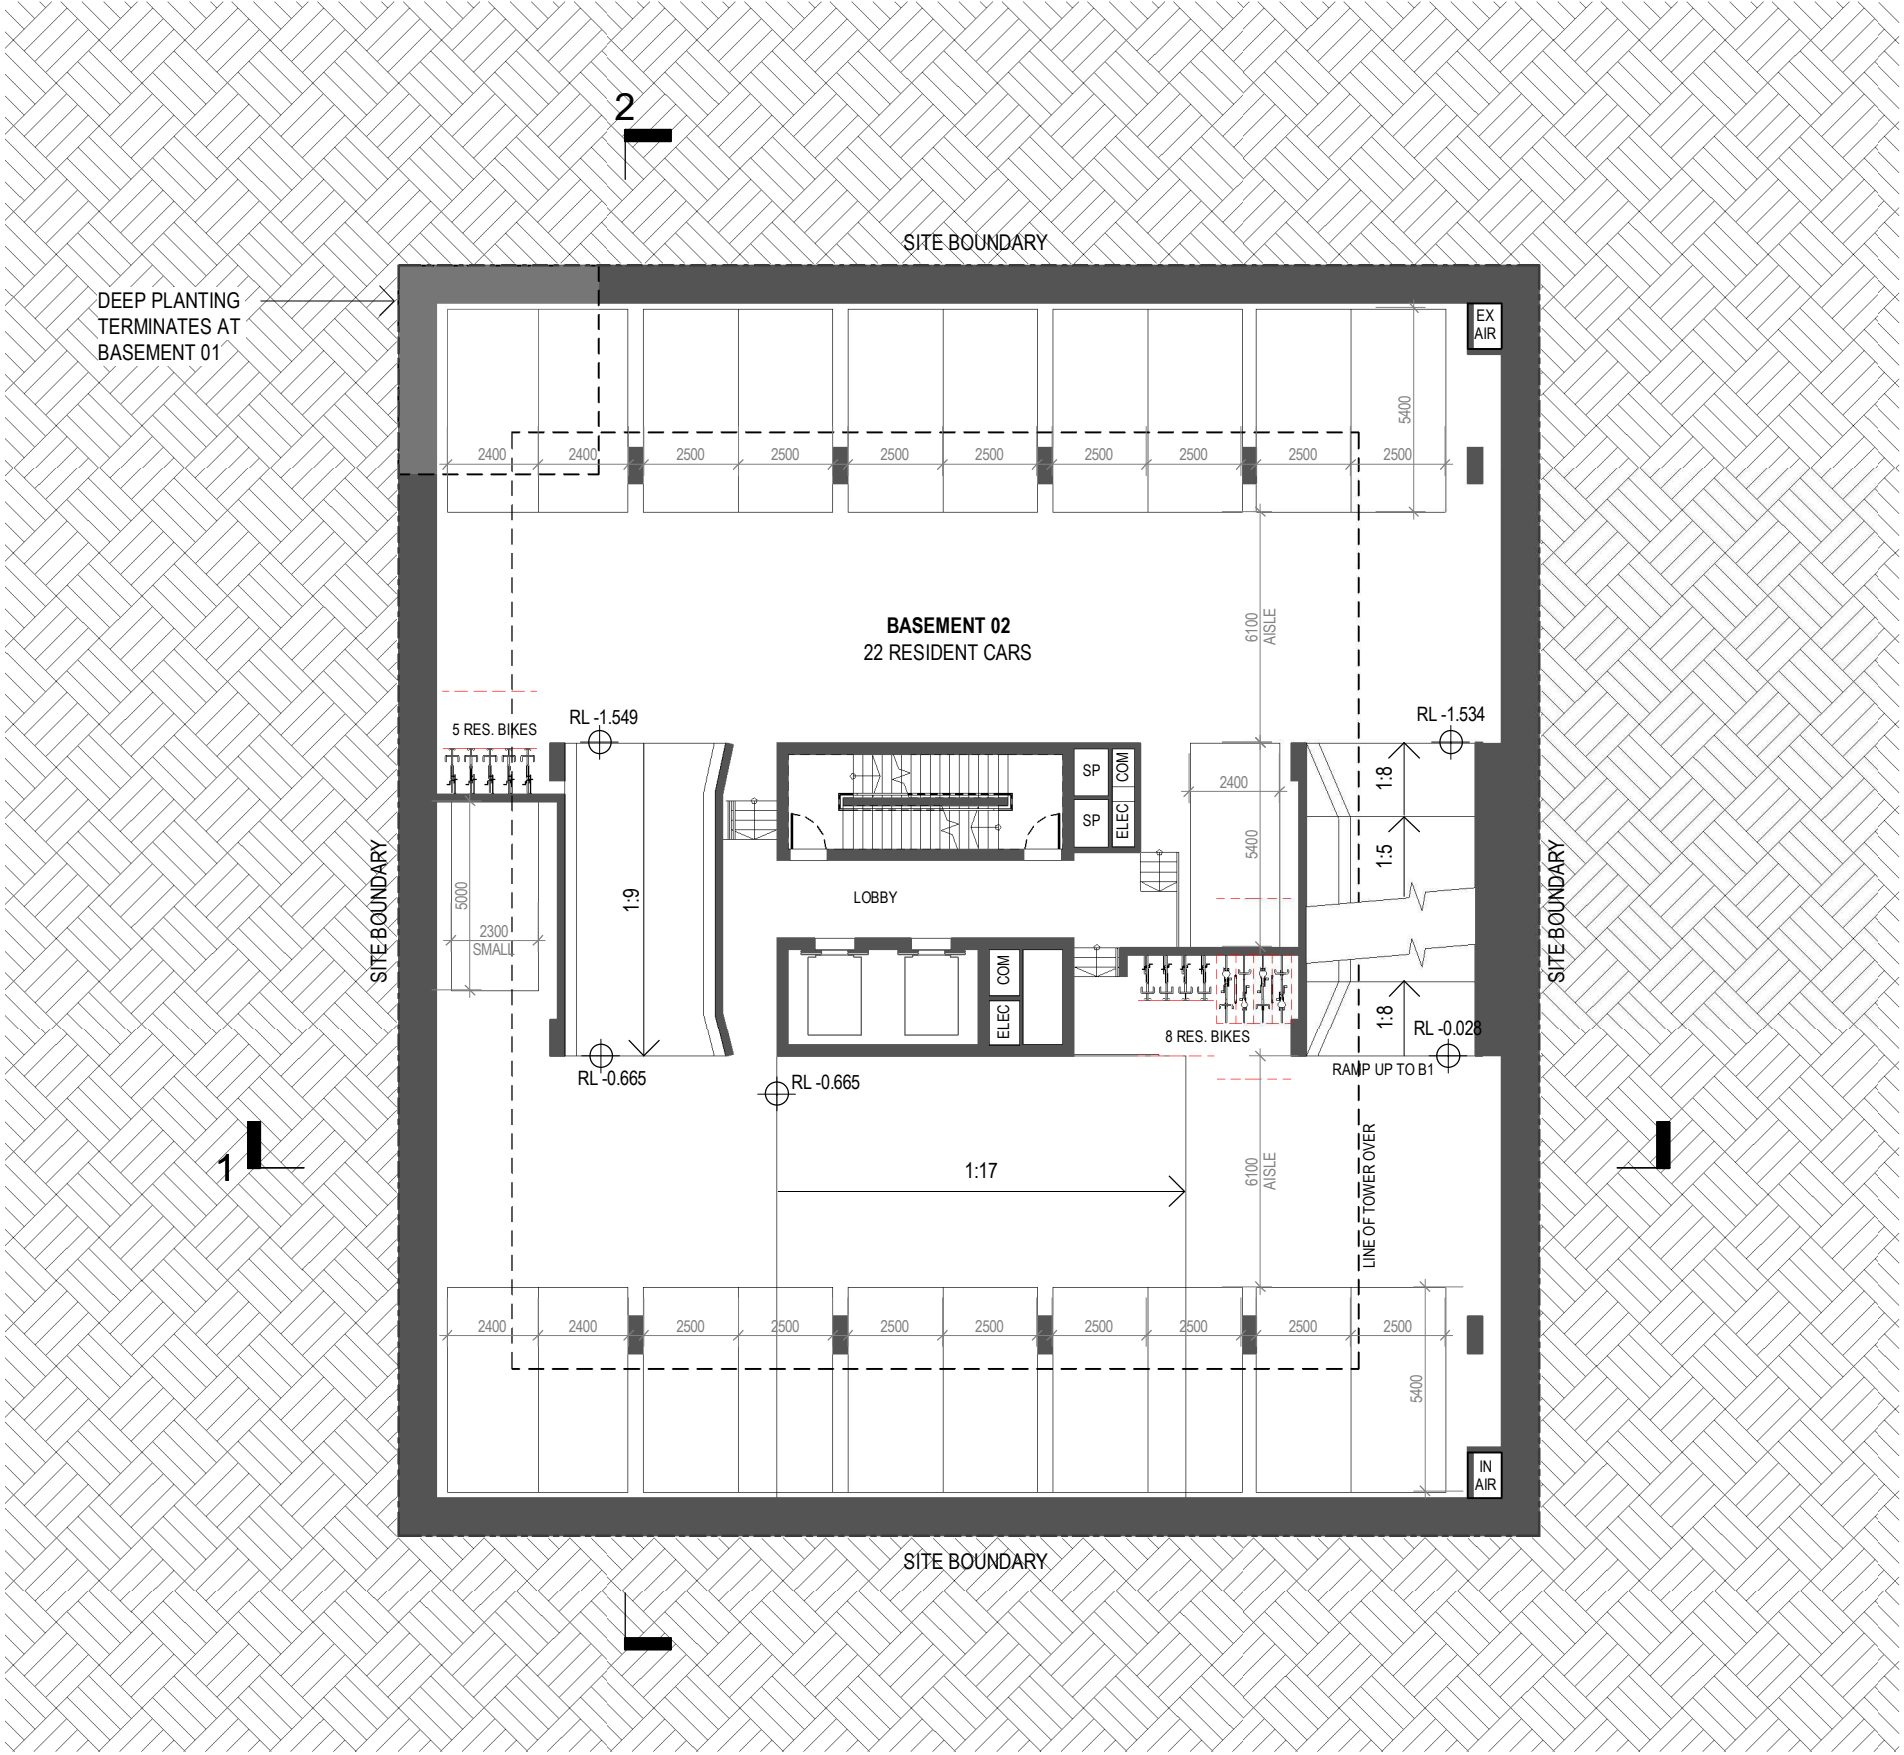 2
SITE BOUNDARY
DEEP PLANTING
TERMINATES AT
BASEMENT 01
EX
AIR
5400
2400
2400
2500
2500
2500
2500
2500
2500
2500
2500
BASEMENT 02
22 RESIDENT CARS
6100
AISLE
5 RES. BIKES
RL -1.549
RL -1.534
SP
COM
SP
ELEC
2400
5400
1:8
1:5
1:9
LOBBY
5000
2300
SMALL
SITE BOUNDARY
SITE BOUNDARY
COM
ELEC
8 RES. BIKES
1:8
RL -0.028
RAMP UP TO B1
RL -0.665
RL -0.665
1
1:17
6100
AISLE
LINE OF TOWER OVER
2400
2400
2500
2500
2500
2500
2500
2500
2500
2500
5400
IN
AIR
SITE BOUNDARY